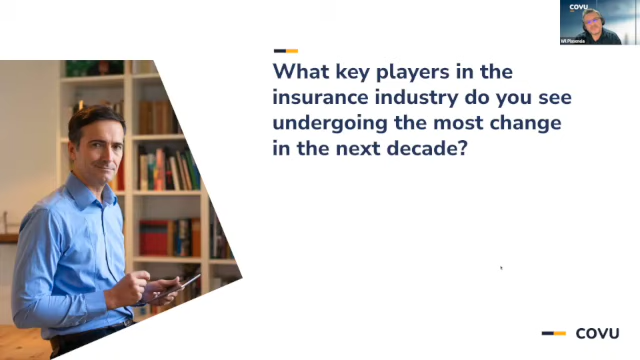 COVU
What key players in the
insurance industry do you see
undergoing the most change
in the next decade?
COVU